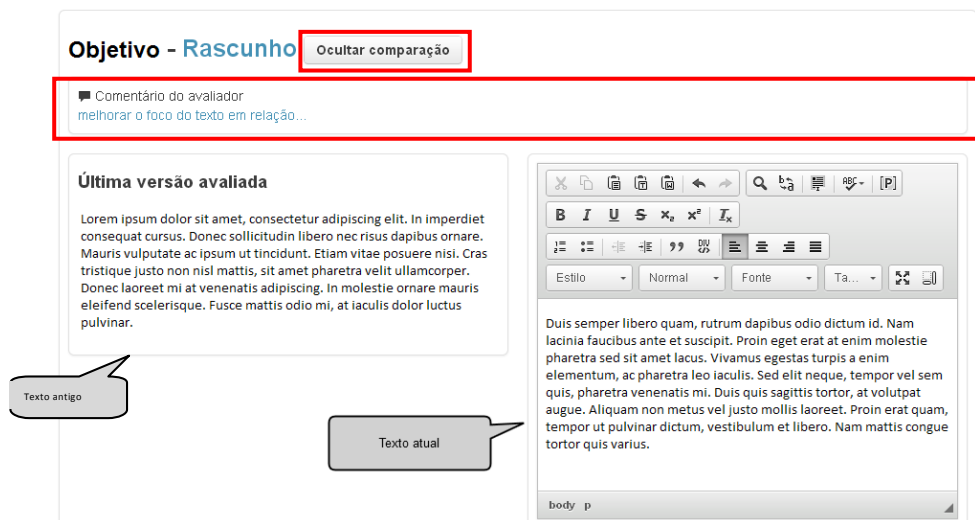 Objetivo - Rascunho Ocultar comparação
Comentário do avaliador
melhorar o foco do texto em relação...
Última versão avaliada
Lorem ipsum dolor sit amet, consectetur adipiscing elit. In imperdiet
consequat cursus. Donec sollicitudin libero nec risus dapibus ornare.
Mauris vulputate ac ipsum ut tincidunt. Etiam vitae posuere nisi. Cras
tristique justo non nisl mattis, sit amet pharetra velit ullamcorper.
Donec laoreet mi at venenatis adipiscing. In molestie ornare mauris
eleifend scelerisque. Fusce mattis odio mi, at iaculis dolor luctus
pulvinar.
Texto antigo
Texto atual
ABC [P]
B I U S x₂ x² Iₓ
DIV
Estilo Normal Fonte Ta...
Duis semper libero quam, rutrum dapibus odio dictum id. Nam
lacinia faucibus ante et suscipit. Proin eget erat at enim molestie
pharetra sed sit amet lacus. Vivamus egestas turpis a enim
elementum, ac pharetra leo iaculis. Sed elit neque, tempor vel sem
quis, pharetra venenatis mi. Duis quis sagittis tortor, at volutpat
augue. Aliquam non metus vel justo mollis laoreet. Proin erat quam,
tempor ut pulvinar dictum, vestibulum et libero. Nam mattis congue
tortor quis varius.
body p